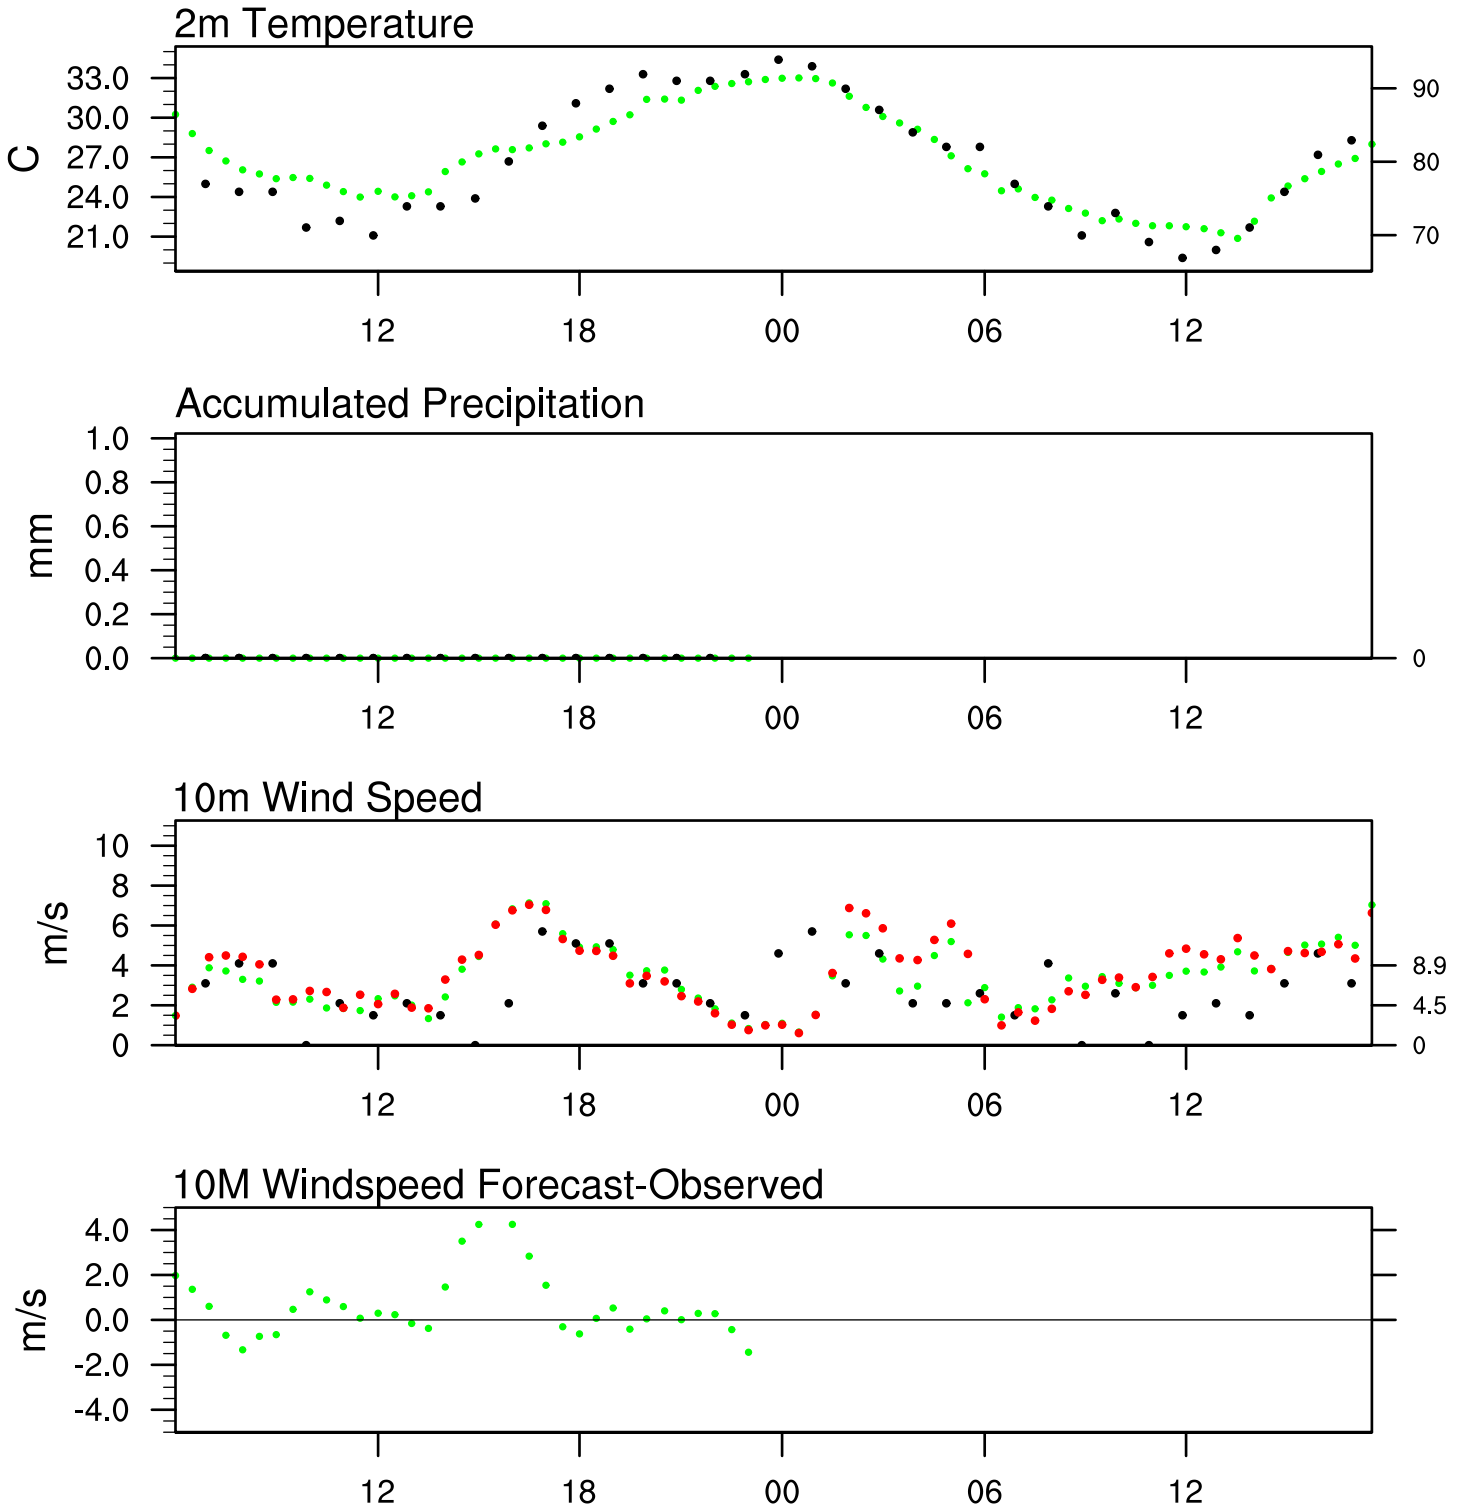 2m Temperature
C
33.0
30.0
27.0
24.0
21.0
90
80
70
12 18 00 06 12
Accumulated Precipitation
mm
1.0
0.8
0.6
0.4
0.2
0.0
0
12 18 00 06 12
10m Wind Speed
m/s
10
8
6
4
2
0
8.9
4.5
0
12 18 00 06 12
10M Windspeed Forecast-Observed
m/s
4.0
2.0
0.0
-2.0
-4.0
12 18 00 06 12